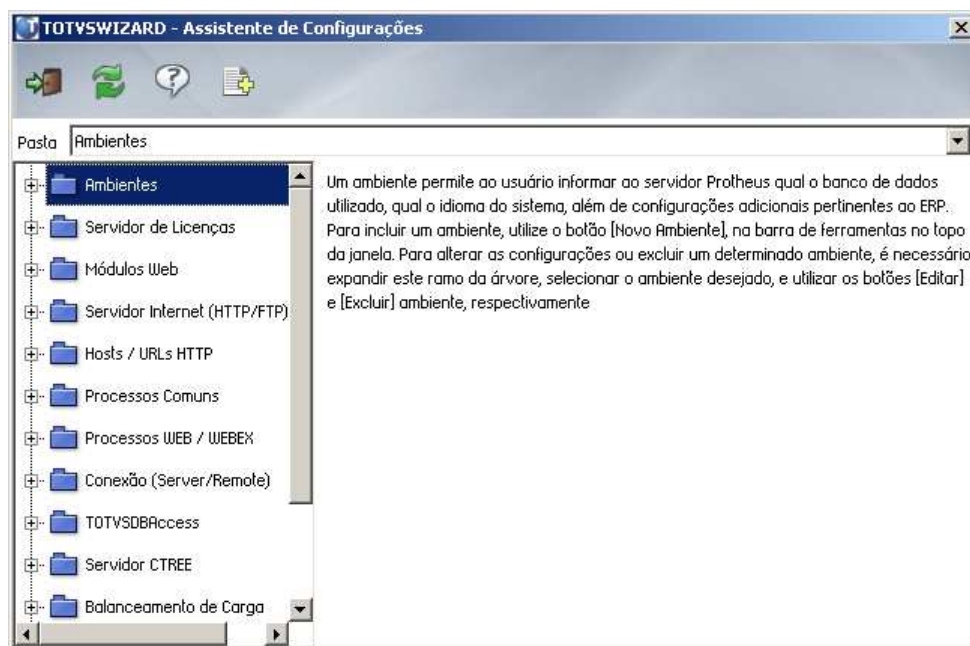 TOTVSWIZARD - Assistente de Configurações
Pasta Ambientes
Ambientes
Servidor de Licenças
Módulos Web
Servidor Internet (HTTP/FTP)
Hosts / URLs HTTP
Processos Comuns
Processos WEB / WEBEX
Conexão (Server/Remote)
TOTVSDBAccess
Servidor CTREE
Balanceamento de Carga
Um ambiente permite ao usuário informar ao servidor Protheus qual o banco de dados
utilizado, qual o idioma do sistema, além de configurações adicionais pertinentes ao ERP.
Para incluir um ambiente, utilize o botão [Novo Ambiente], na barra de ferramentas no topo
da janela. Para alterar as configurações ou excluir um determinado ambiente, é necessário
expandir este ramo da árvore, selecionar o ambiente desejado, e utilizar os botões [Editar]
e [Excluir] ambiente, respectivamente